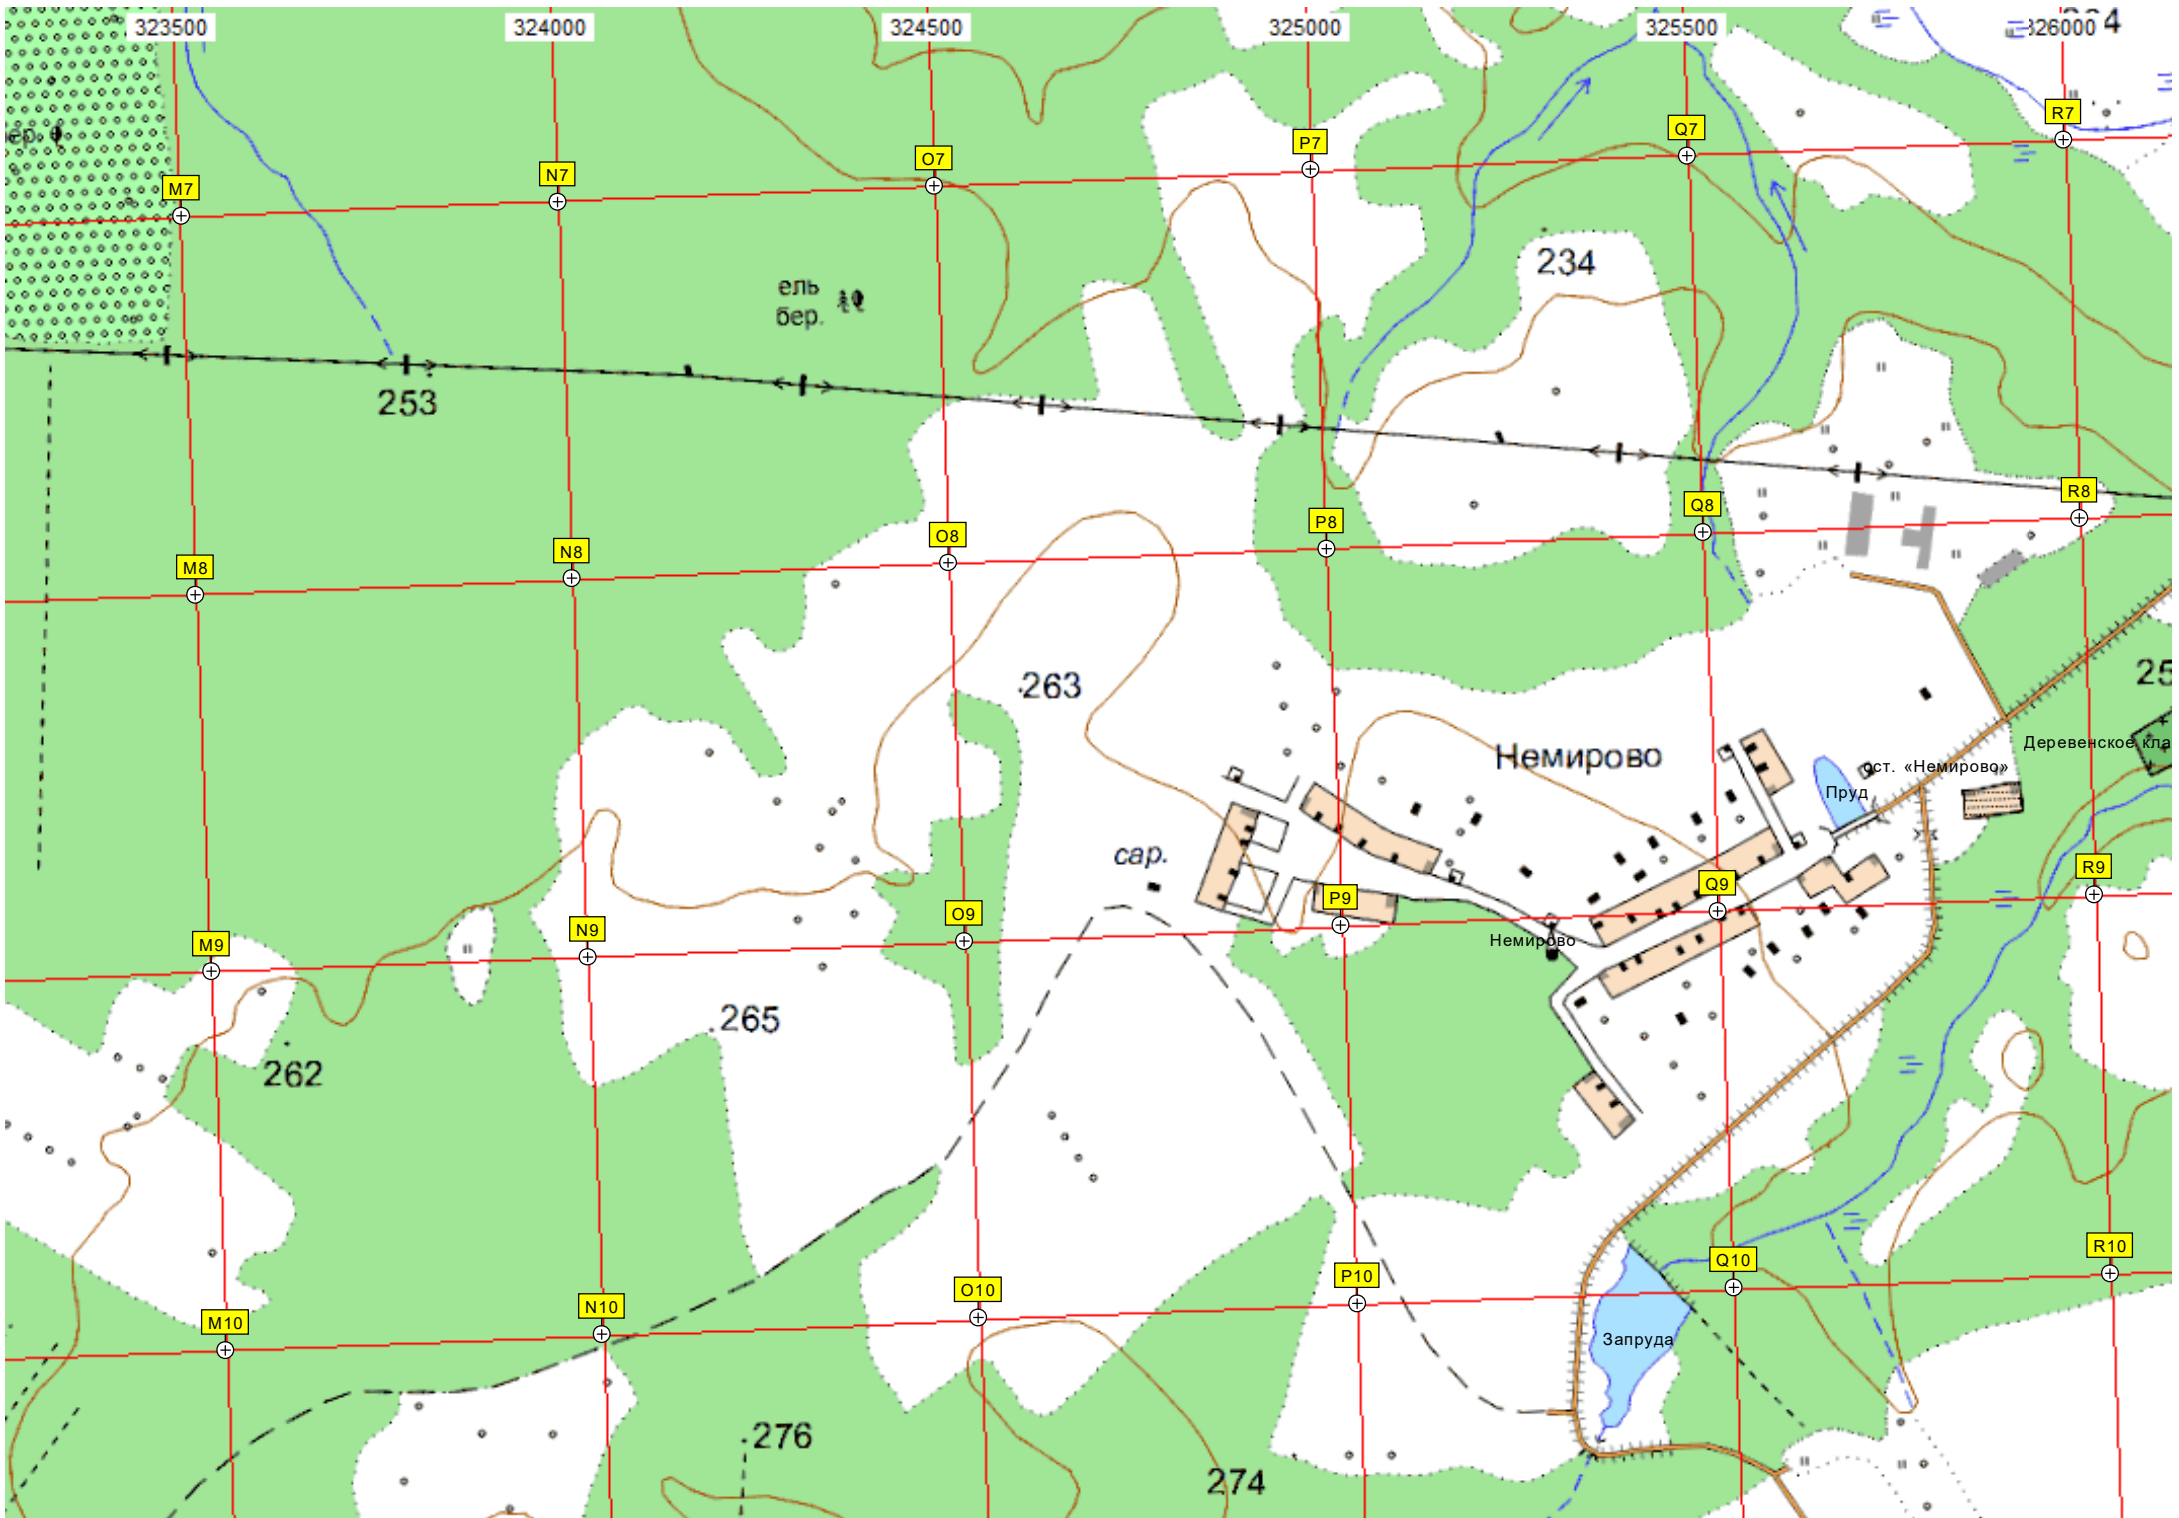 323500 324000 324500 325000 325500 326000
4
R7
Q7
P7
O7
N7
M7
234
ель
бер.
253
R8
Q8
P8
O8
N8
M8
263
25
Немирово
Деревенское кла
ост. «Немирово»
Пруд
сар.
R9
Q9
P9
O9
N9
M9
Немирово
265
262
R10
Q10
P10
O10
N10
M10
Запруда
276
274